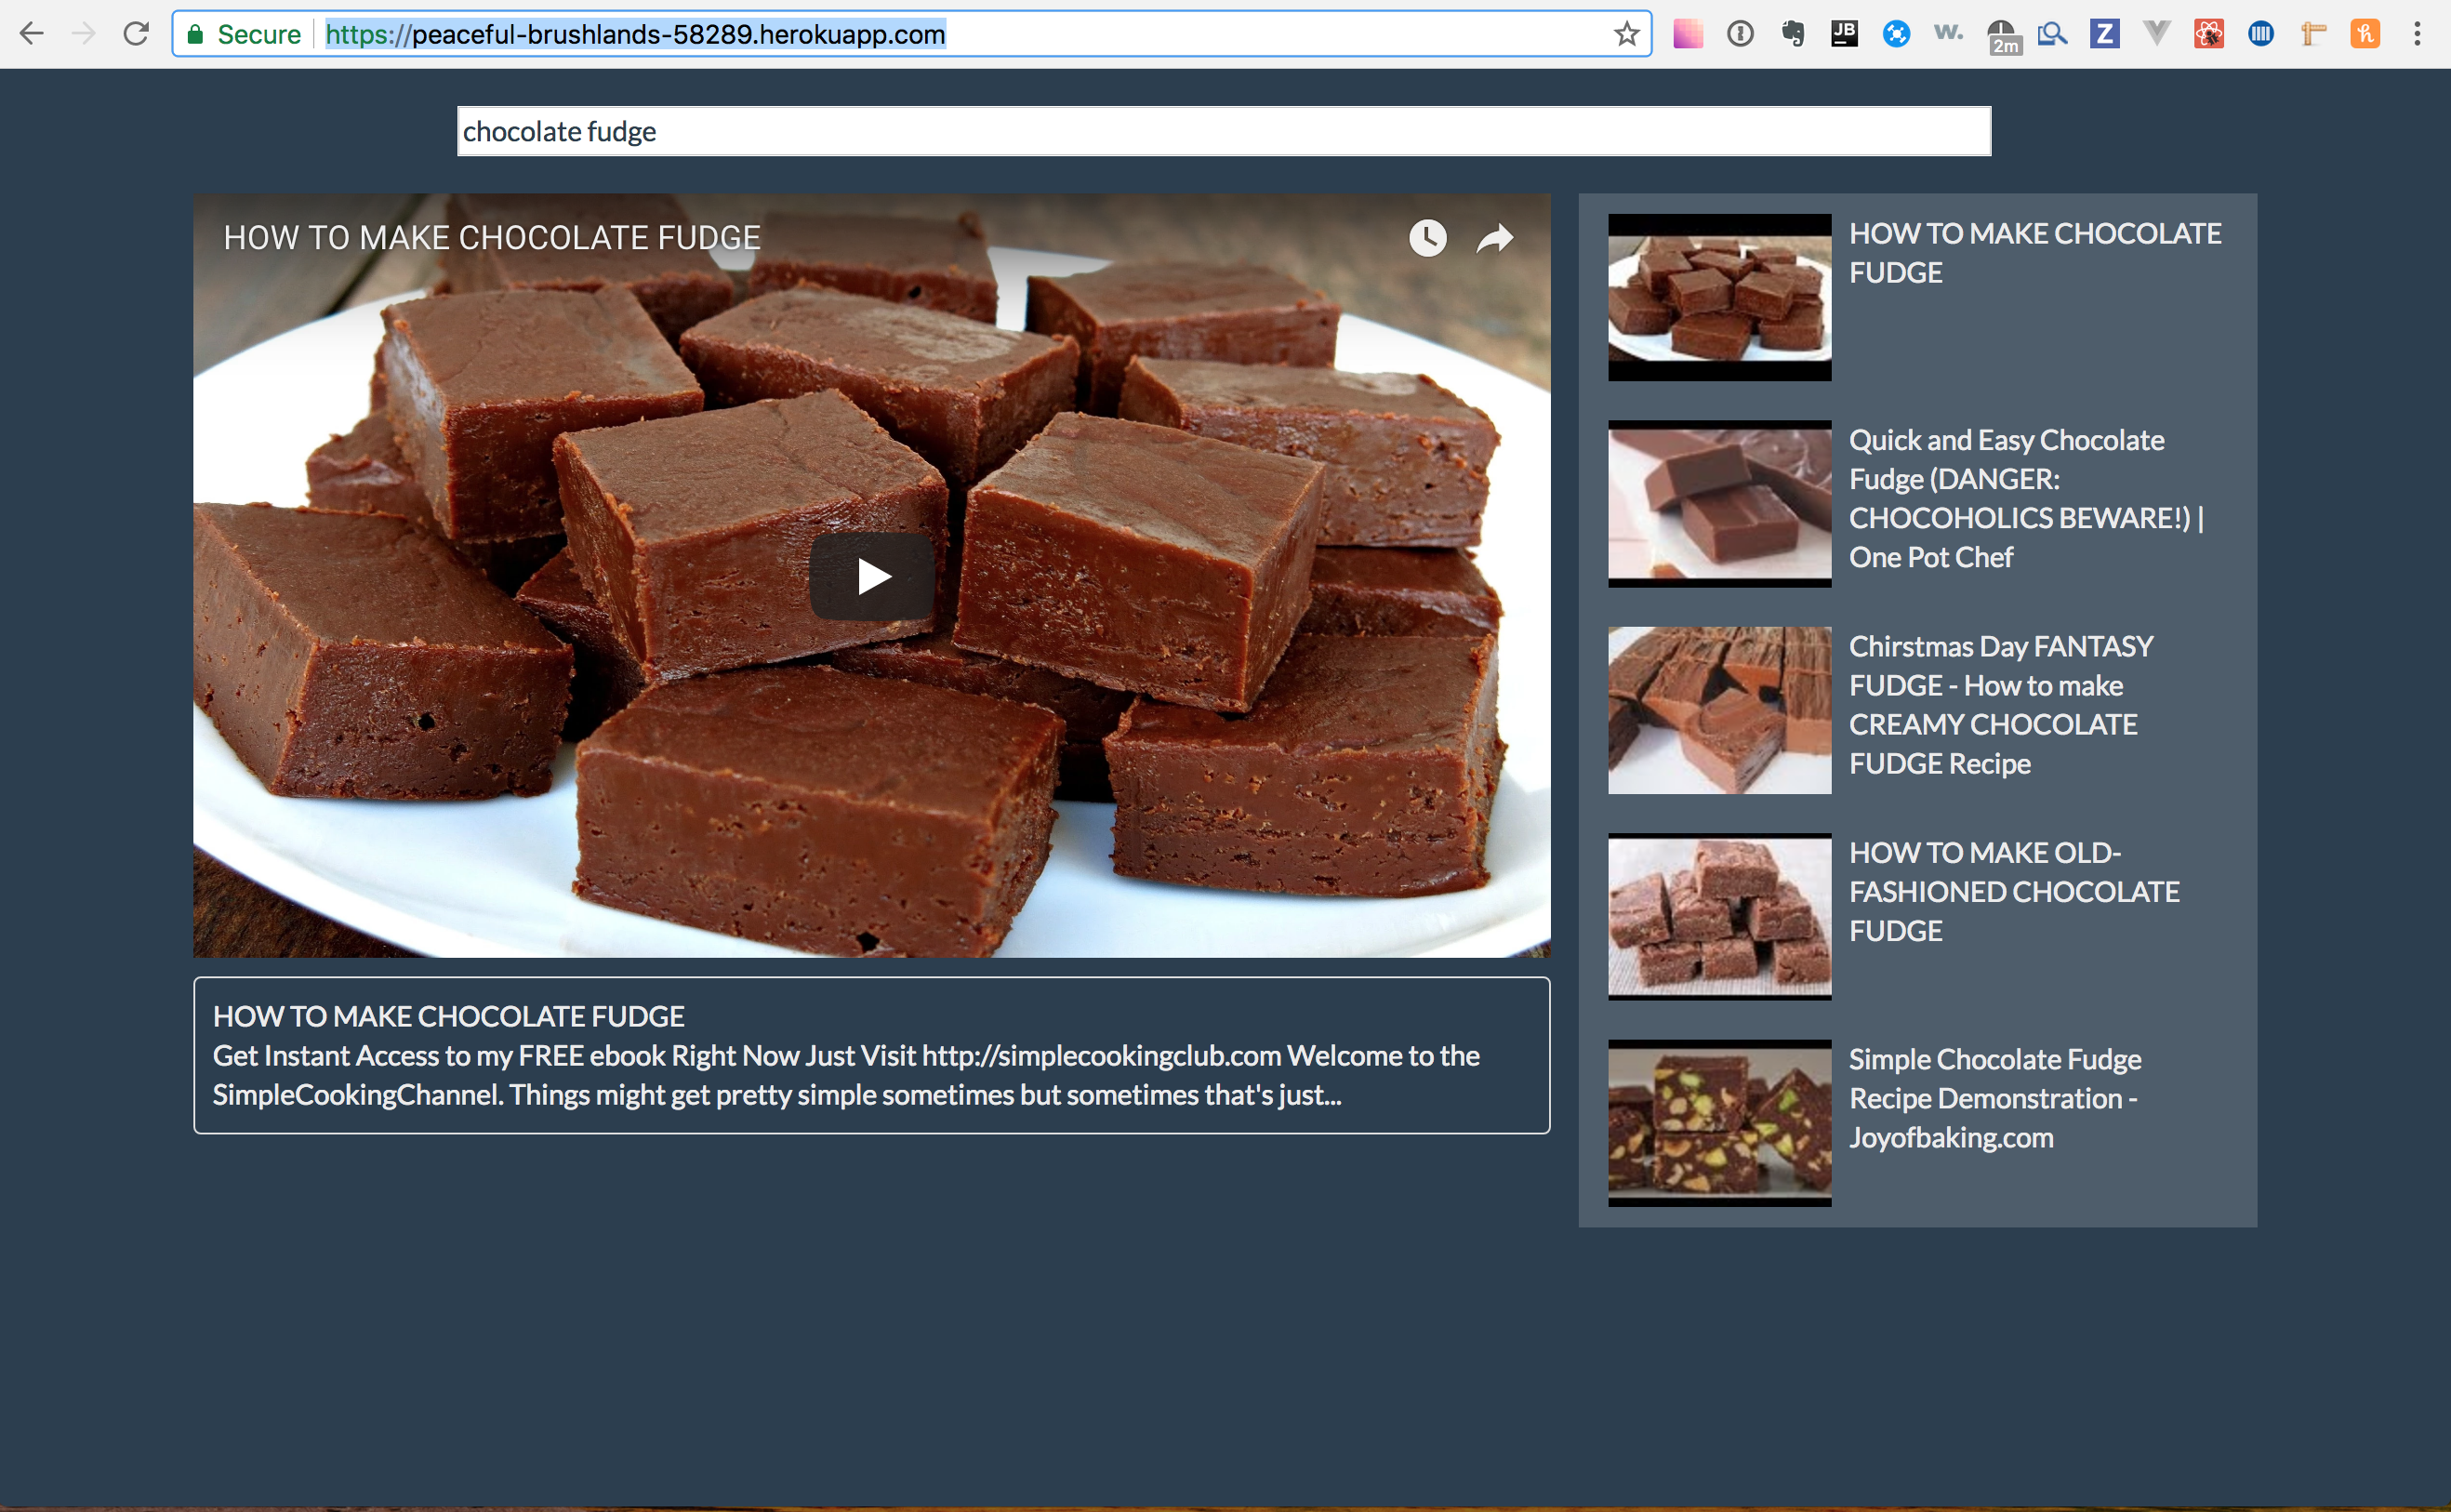 Secure https://peaceful-brushlands-58289.herokuapp.com
JB
w.
2m
Z
h
chocolate fudge
HOW TO MAKE CHOCOLATE FUDGE
HOW TO MAKE CHOCOLATE FUDGE
Get Instant Access to my FREE ebook Right Now Just Visit http://simplecookingclub.com Welcome to the
SimpleCookingChannel. Things might get pretty simple sometimes but sometimes that's just...
HOW TO MAKE CHOCOLATE
FUDGE
Quick and Easy Chocolate
Fudge (DANGER:
CHOCOHOLICS BEWARE!) |
One Pot Chef
Chirstmas Day FANTASY
FUDGE - How to make
CREAMY CHOCOLATE
FUDGE Recipe
HOW TO MAKE OLD-
FASHIONED CHOCOLATE
FUDGE
Simple Chocolate Fudge
Recipe Demonstration -
Joyofbaking.com